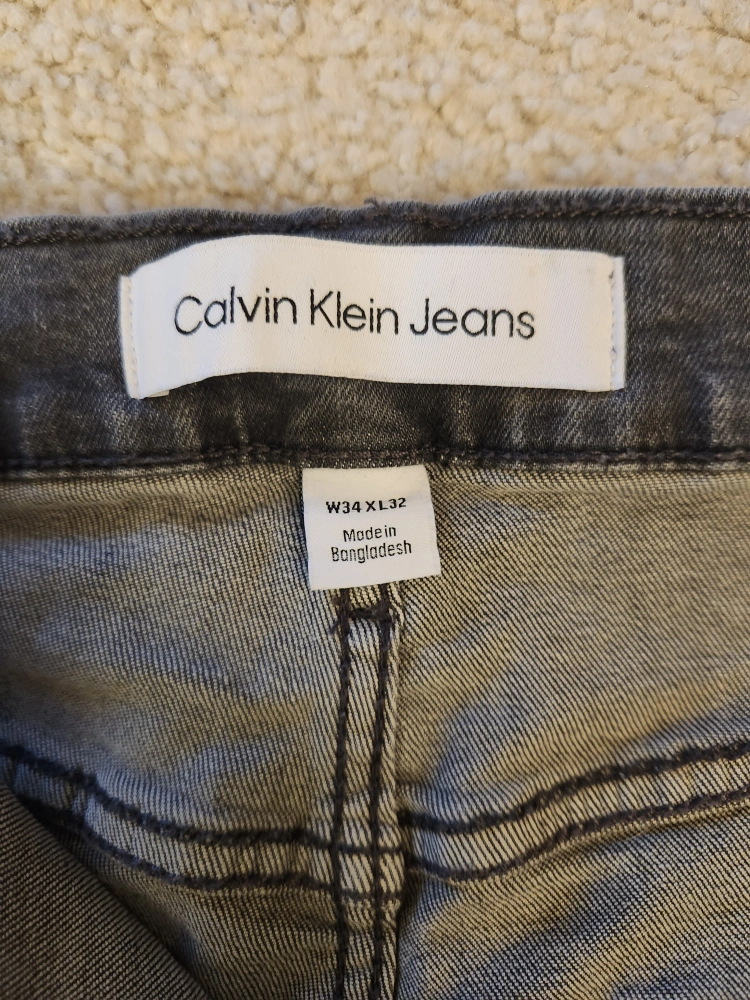 Calvin Klein Jeans
W34 X L32
Made in
Bangladesh